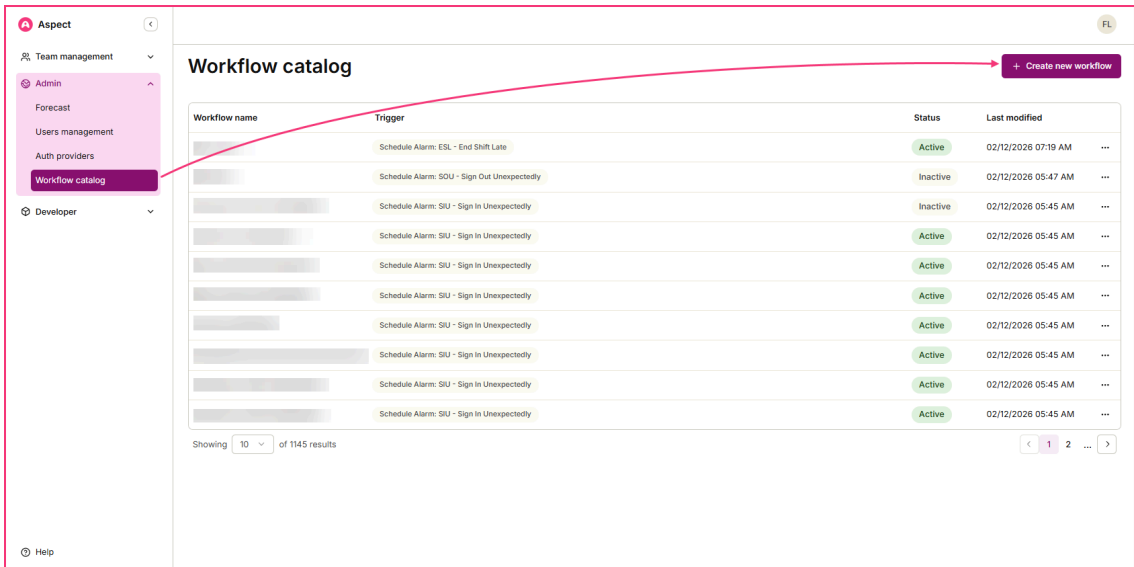 Aspect
FL
Team management
Admin
Forecast
Users management
Auth providers
Workflow catalog
Developer
Help
Workflow catalog
+ Create new workflow
Workflow name Trigger Status Last modified
Schedule Alarm: ESL - End Shift Late Active 02/12/2026 07:19 AM ...
Schedule Alarm: SOU - Sign Out Unexpectedly Inactive 02/12/2026 05:47 AM ...
Schedule Alarm: SIU - Sign In Unexpectedly Inactive 02/12/2026 05:45 AM ...
Schedule Alarm: SIU - Sign In Unexpectedly Active 02/12/2026 05:45 AM ...
Schedule Alarm: SIU - Sign In Unexpectedly Active 02/12/2026 05:45 AM ...
Schedule Alarm: SIU - Sign In Unexpectedly Active 02/12/2026 05:45 AM ...
Schedule Alarm: SIU - Sign In Unexpectedly Active 02/12/2026 05:45 AM ...
Schedule Alarm: SIU - Sign In Unexpectedly Active 02/12/2026 05:45 AM ...
Schedule Alarm: SIU - Sign In Unexpectedly Active 02/12/2026 05:45 AM ...
Schedule Alarm: SIU - Sign In Unexpectedly Active 02/12/2026 05:45 AM ...
Showing 10 of 1145 results
1 2 ...